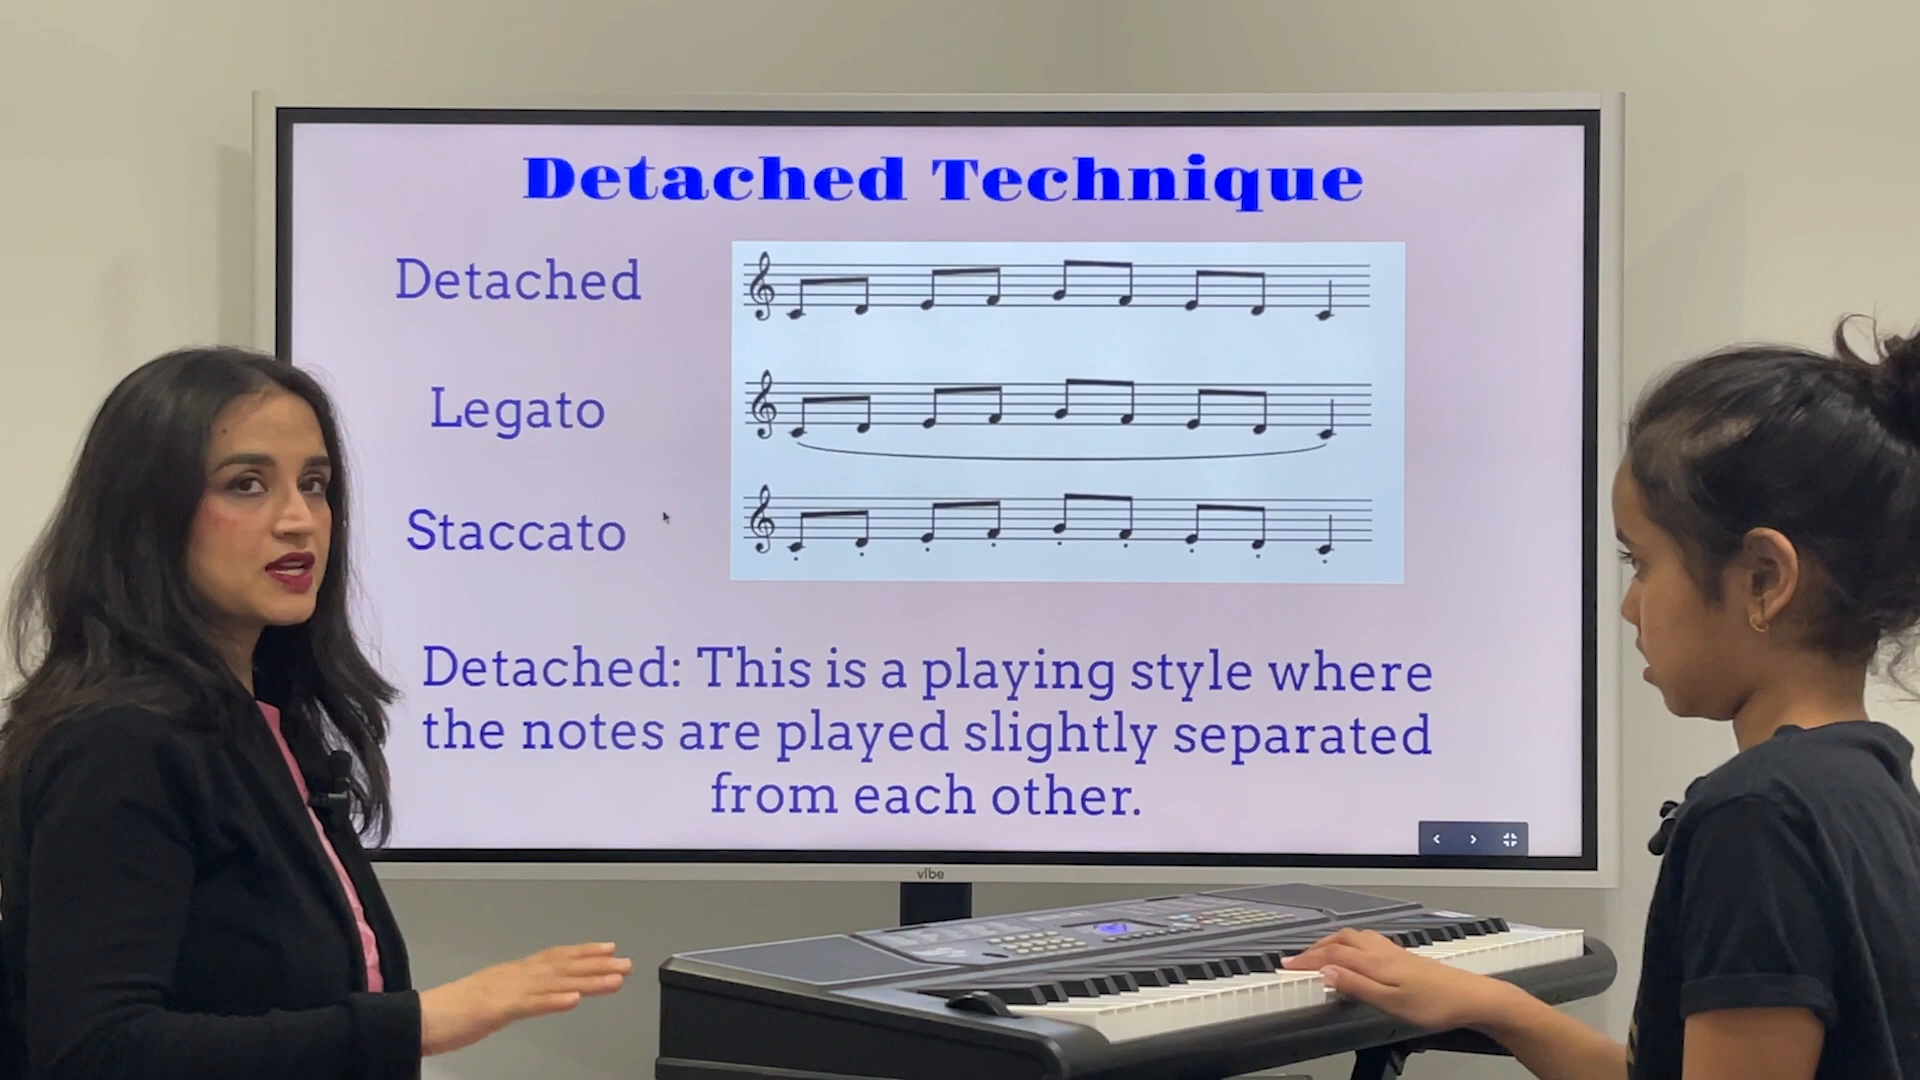 Detached Technique
Detached
Legato
Staccato
Detached: This is a playing style where
the notes are played slightly separated
from each other.
vibe